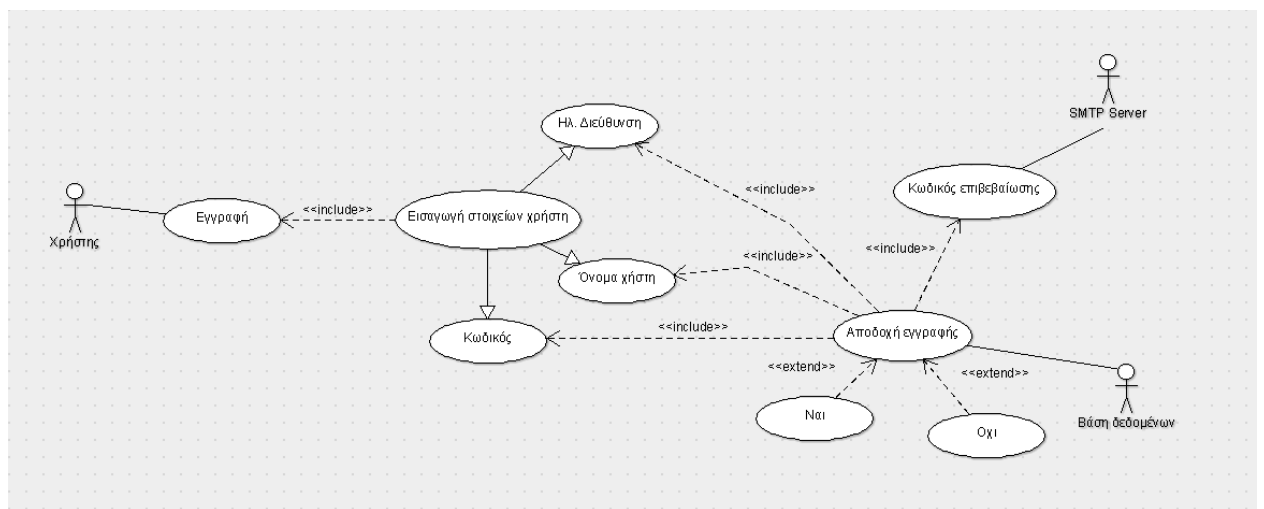 SMTP Server
Ηλ. Διεύθυνση
<<include>>
Κωδικός επιβεβαίωσης
Χρήστης
Εγγραφή
<<include>>
Εισαγωγή στοιχείων χρήστη
<<include>>
Όνομα χήστη
<<include>>
Κωδικός
<<include>>
Αποδοχή εγγραφής
<<extend>>
<<extend>>
Ναι
Οχι
Βάση δεδομένων